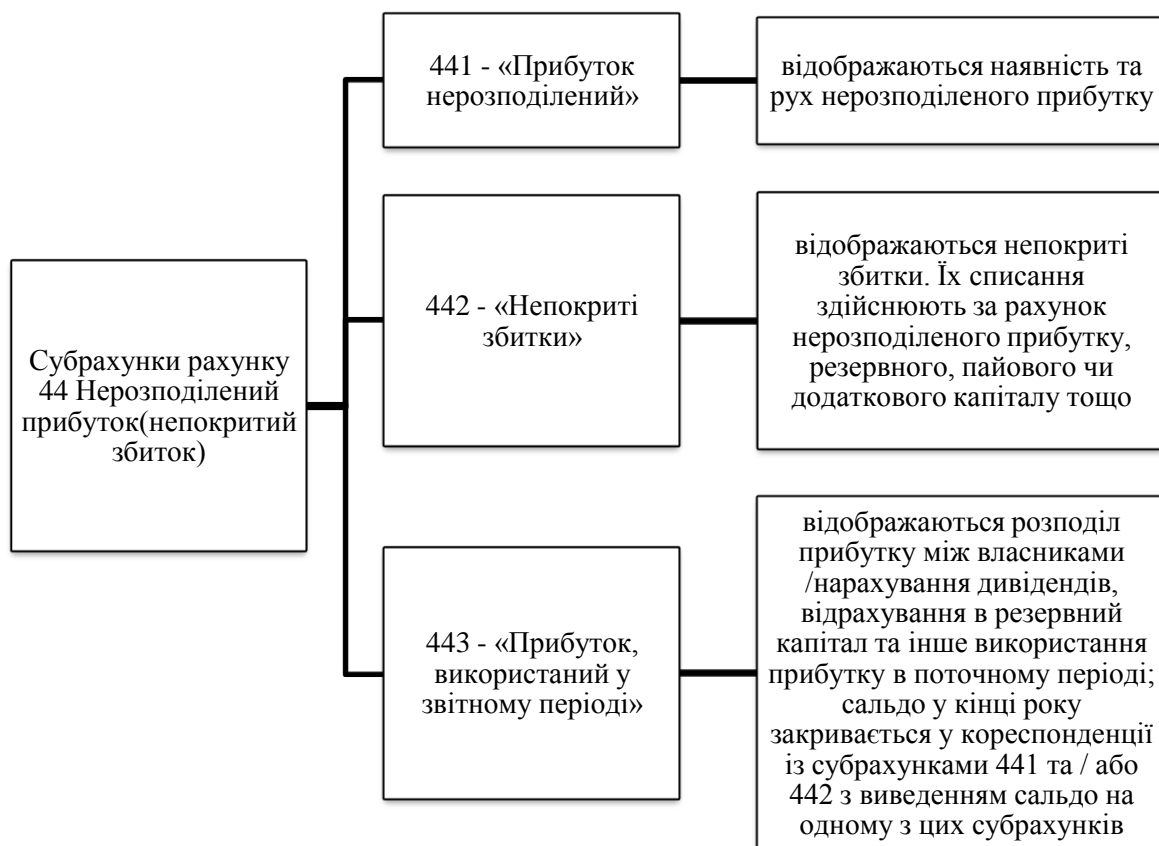 Субрахунки рахунку
44 Нерозподілений
прибуток(непокритий
збиток)
441 - «Прибуток
нерозподілений»
відображаються наявність та
рух нерозподіленого прибутку
442 - «Непокриті
збитки»
відображаються непокриті
збитки. Їх списання
здійснюють за рахунок
нерозподіленого прибутку,
резервного, пайового чи
додаткового капіталу тощо
443 - «Прибуток,
використаний у
звітному періоді»
відображаються розподіл
прибутку між власниками
/нарахування дивідендів,
відрахування в резервний
капітал та інше використання
прибутку в поточному періоді;
сальдо у кінці року
закривається у кореспонденції
із субрахунками 441 та / або
442 з виведенням сальдо на
одному з цих субрахунків